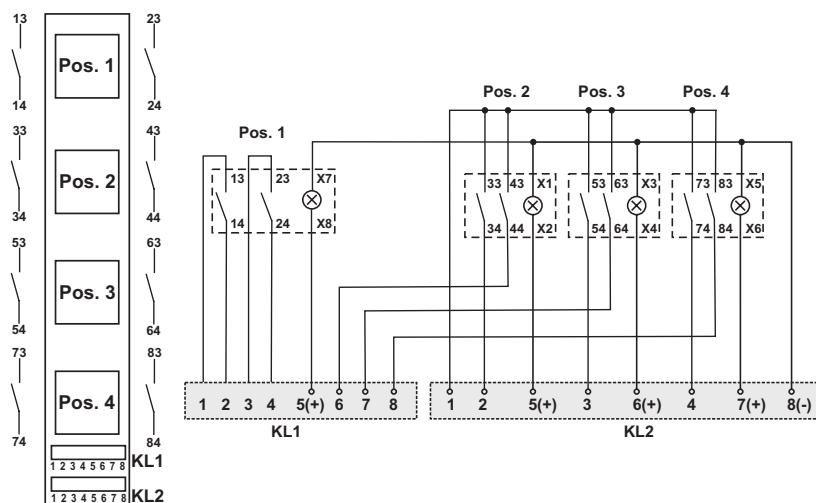 13 23
Pos. 1
14 24
33 43
Pos. 2
34 44
53 63
Pos. 3
54 64
73 83
Pos. 4
74 84
KL1
1 2 3 4 5 6 7 8
KL2
1 2 3 4 5 6 7 8
Pos. 2 Pos. 3 Pos. 4
Pos. 1
13 23 X7
14 24 X8
33 43 X1 53 63 X3 73 83 X5
34 44 X2 54 64 X4 74 84 X6
1 2 3 4 5(+) 6 7 8
KL1
1 2 5(+) 3 6(+) 4 7(+) 8(-)
KL2